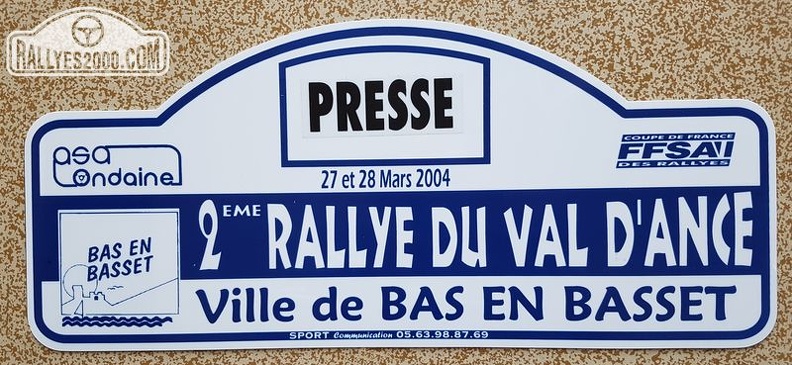 RALLYES2000.COM
PRESSE
asa
Ondaine
COUPE DE FRANCE
FFSA
DES RALLYES
27 et 28 Mars 2004
2EME RALLYE DU VAL D'ANCE
BAS EN
BASSET
Ville de BAS EN BASSET
SPORT Communication 05.63.98.87.69